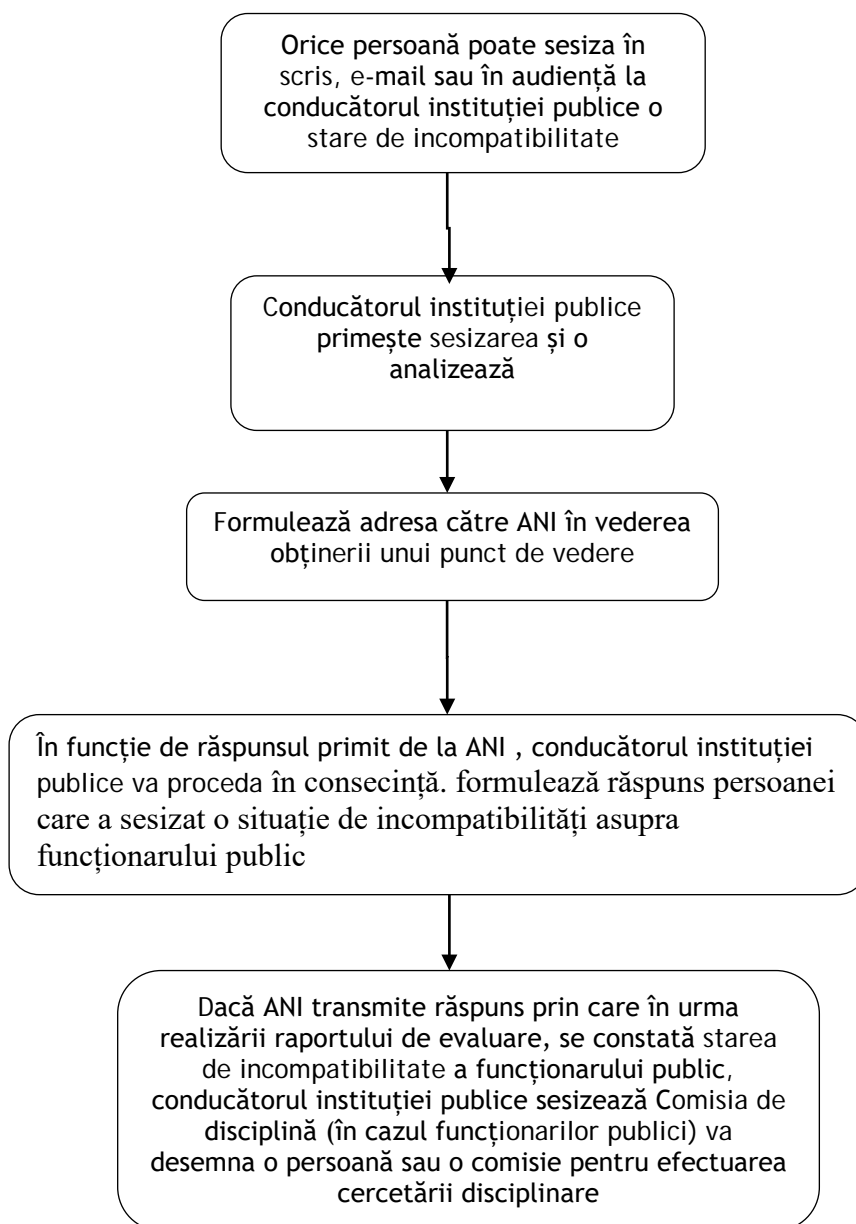 Orice persoană poate sesiza în
scris, e-mail sau în audiență la
conducătorul instituției publice o
stare de incompatibilitate
Conducătorul instituției publice
primește sesizarea și o
analizează
Formulează adresa către ANI în vederea
obținerii unui punct de vedere
În funcție de răspunsul primit de la ANI , conducătorul instituției
publice va proceda în consecință. formulează răspuns persoanei
care a sesizat o situație de incompatibilități asupra
funcționarului public
Dacă ANI transmite răspuns prin care în urma
realizării raportului de evaluare, se constată starea
de incompatibilitate a funcționarului public,
conducătorul instituției publice sesizează Comisia de
disciplină (în cazul funcționarilor publici) va
desemna o persoană sau o comisie pentru efectuarea
cercetării disciplinare